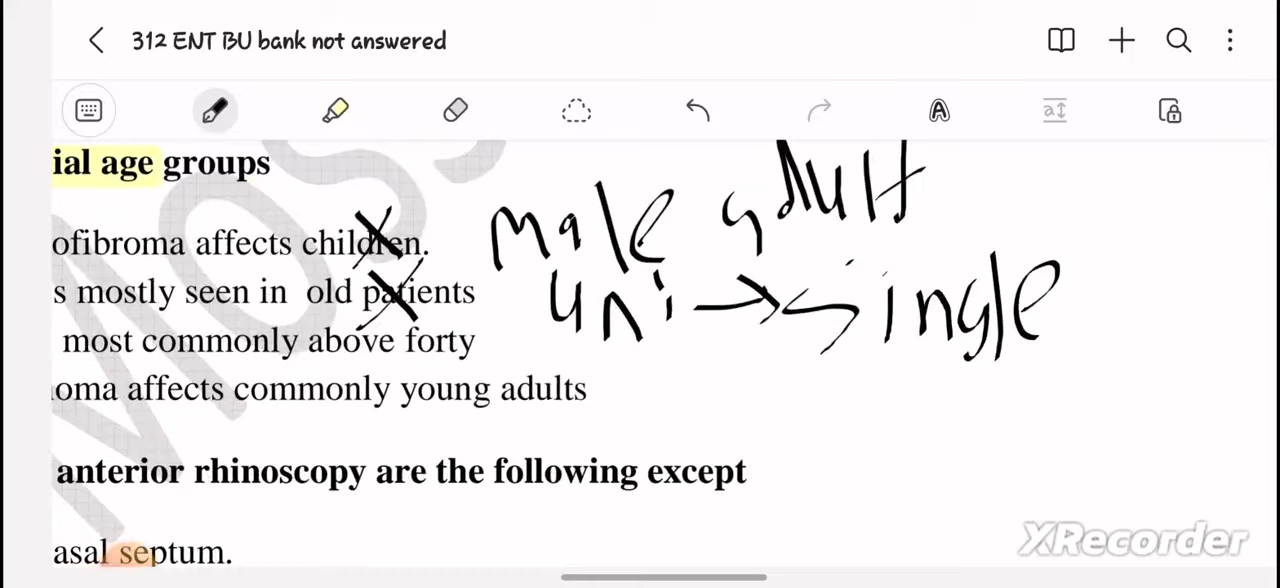 312 ENT BU bank not answered
ial age groups
ofibroma affects children.
male adult
s mostly seen in old patients
uni → single
most commonly above forty
oma affects commonly young adults
anterior rhinoscopy are the following except
asal septum.
XRecorder